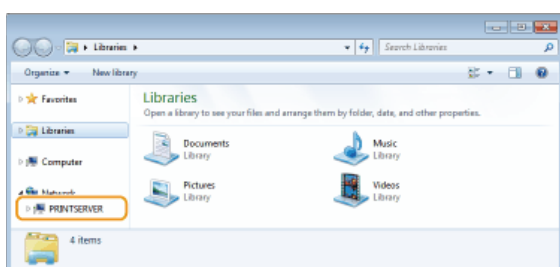 Libraries
Search Libraries
Organize
New library
Favorites
Libraries
Computer
Network
PRINTSERVER
Libraries
Open a library to see your files and arrange them by folder, date, and other properties.
Documents
Library
Music
Library
Pictures
Library
Videos
Library
4 items